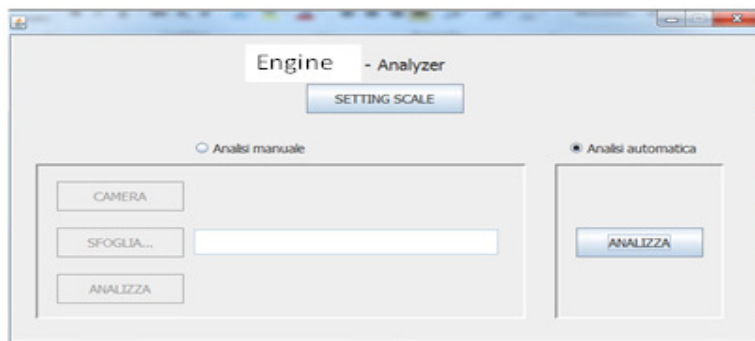 Engine - Analyzer
SETTING SCALE
Analisi manuale
Analisi automatica
CAMERA
SFOGLIA...
ANALIZZA
ANALIZZA